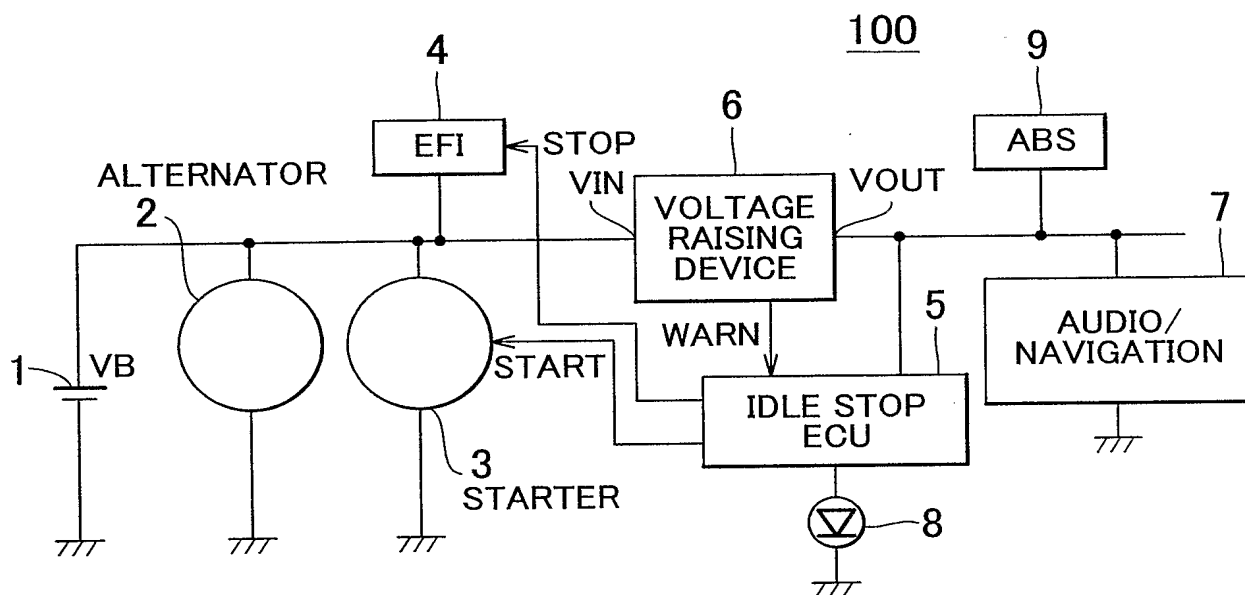 100
4
9
6
EFI
STOP
ABS
ALTERNATOR
VIN
VOUT
2
VOLTAGE
RAISING
DEVICE
7
5
WARN
AUDIO/
NAVIGATION
1
VB
START
IDLE STOP
ECU
3
STARTER
8